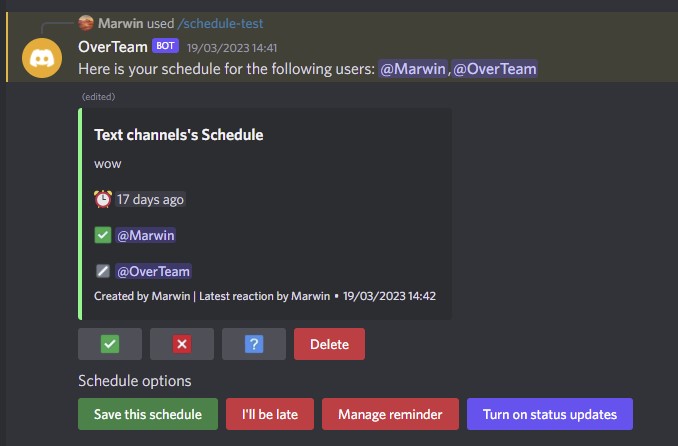 Marwin used /schedule-test
OverTeam BOT 19/03/2023 14:41
Here is your schedule for the following users: @Marwin,@OverTeam
(edited)
Text channels's Schedule
wow
17 days ago
@Marwin
@OverTeam
Created by Marwin | Latest reaction by Marwin • 19/03/2023 14:42
? Delete
Schedule options
Save this schedule I'll be late Manage reminder Turn on status updates